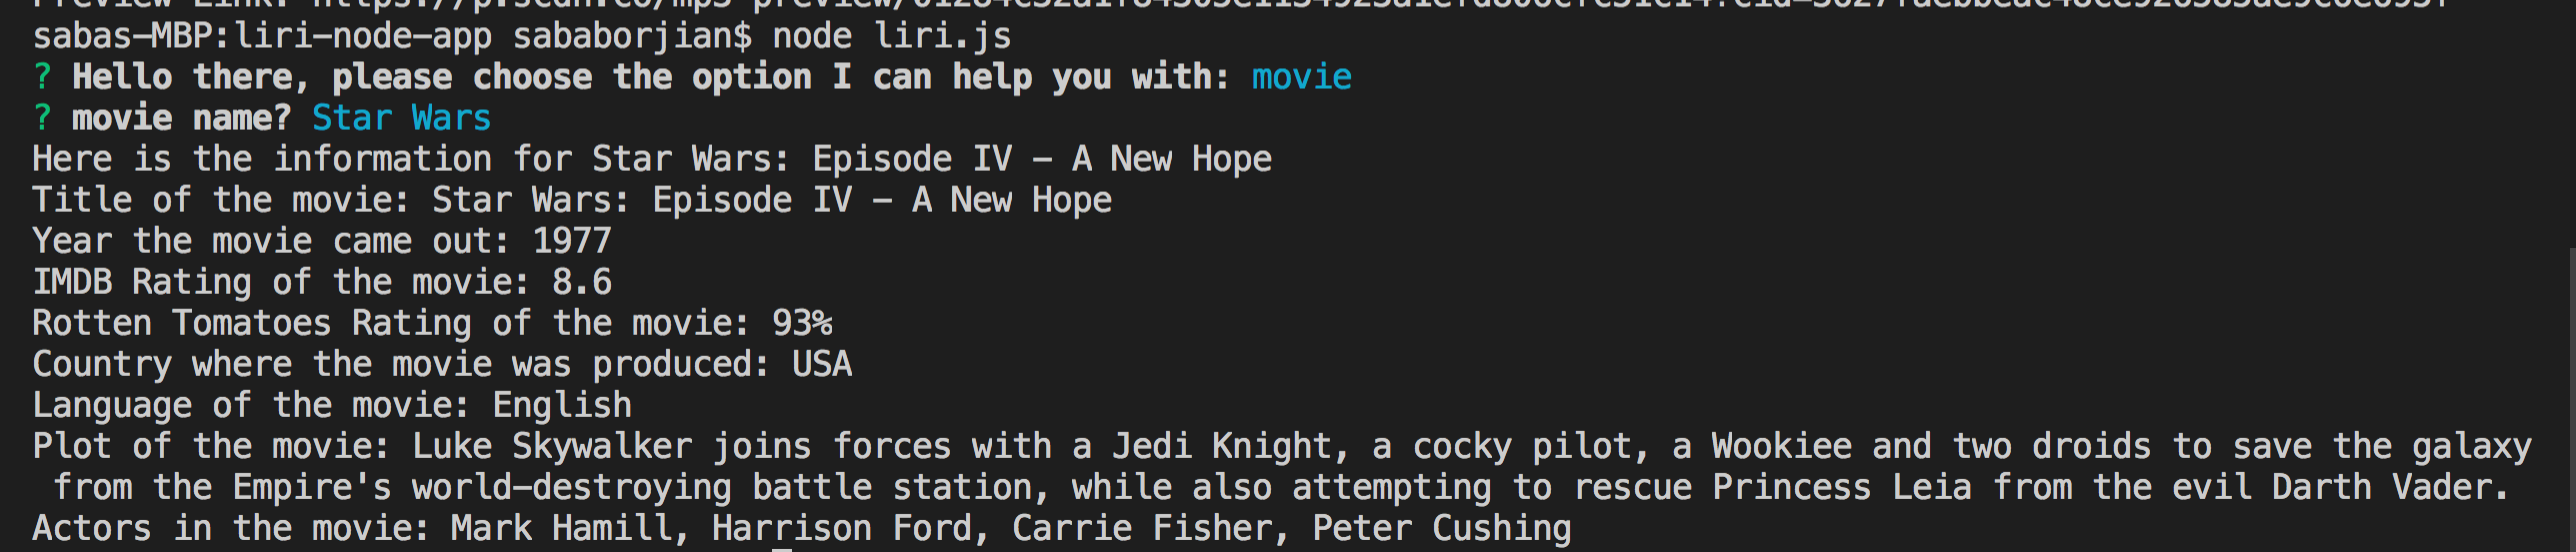 sabas-MBP:liri-node-app sababorjian$ node liri.js
? Hello there, please choose the option I can help you with: movie
? movie name? Star Wars
Here is the information for Star Wars: Episode IV - A New Hope
Title of the movie: Star Wars: Episode IV - A New Hope
Year the movie came out: 1977
IMDB Rating of the movie: 8.6
Rotten Tomatoes Rating of the movie: 93%
Country where the movie was produced: USA
Language of the movie: English
Plot of the movie: Luke Skywalker joins forces with a Jedi Knight, a cocky pilot, a Wookiee and two droids to save the galaxy
from the Empire's world-destroying battle station, while also attempting to rescue Princess Leia from the evil Darth Vader.
Actors in the movie: Mark Hamill, Harrison Ford, Carrie Fisher, Peter Cushing